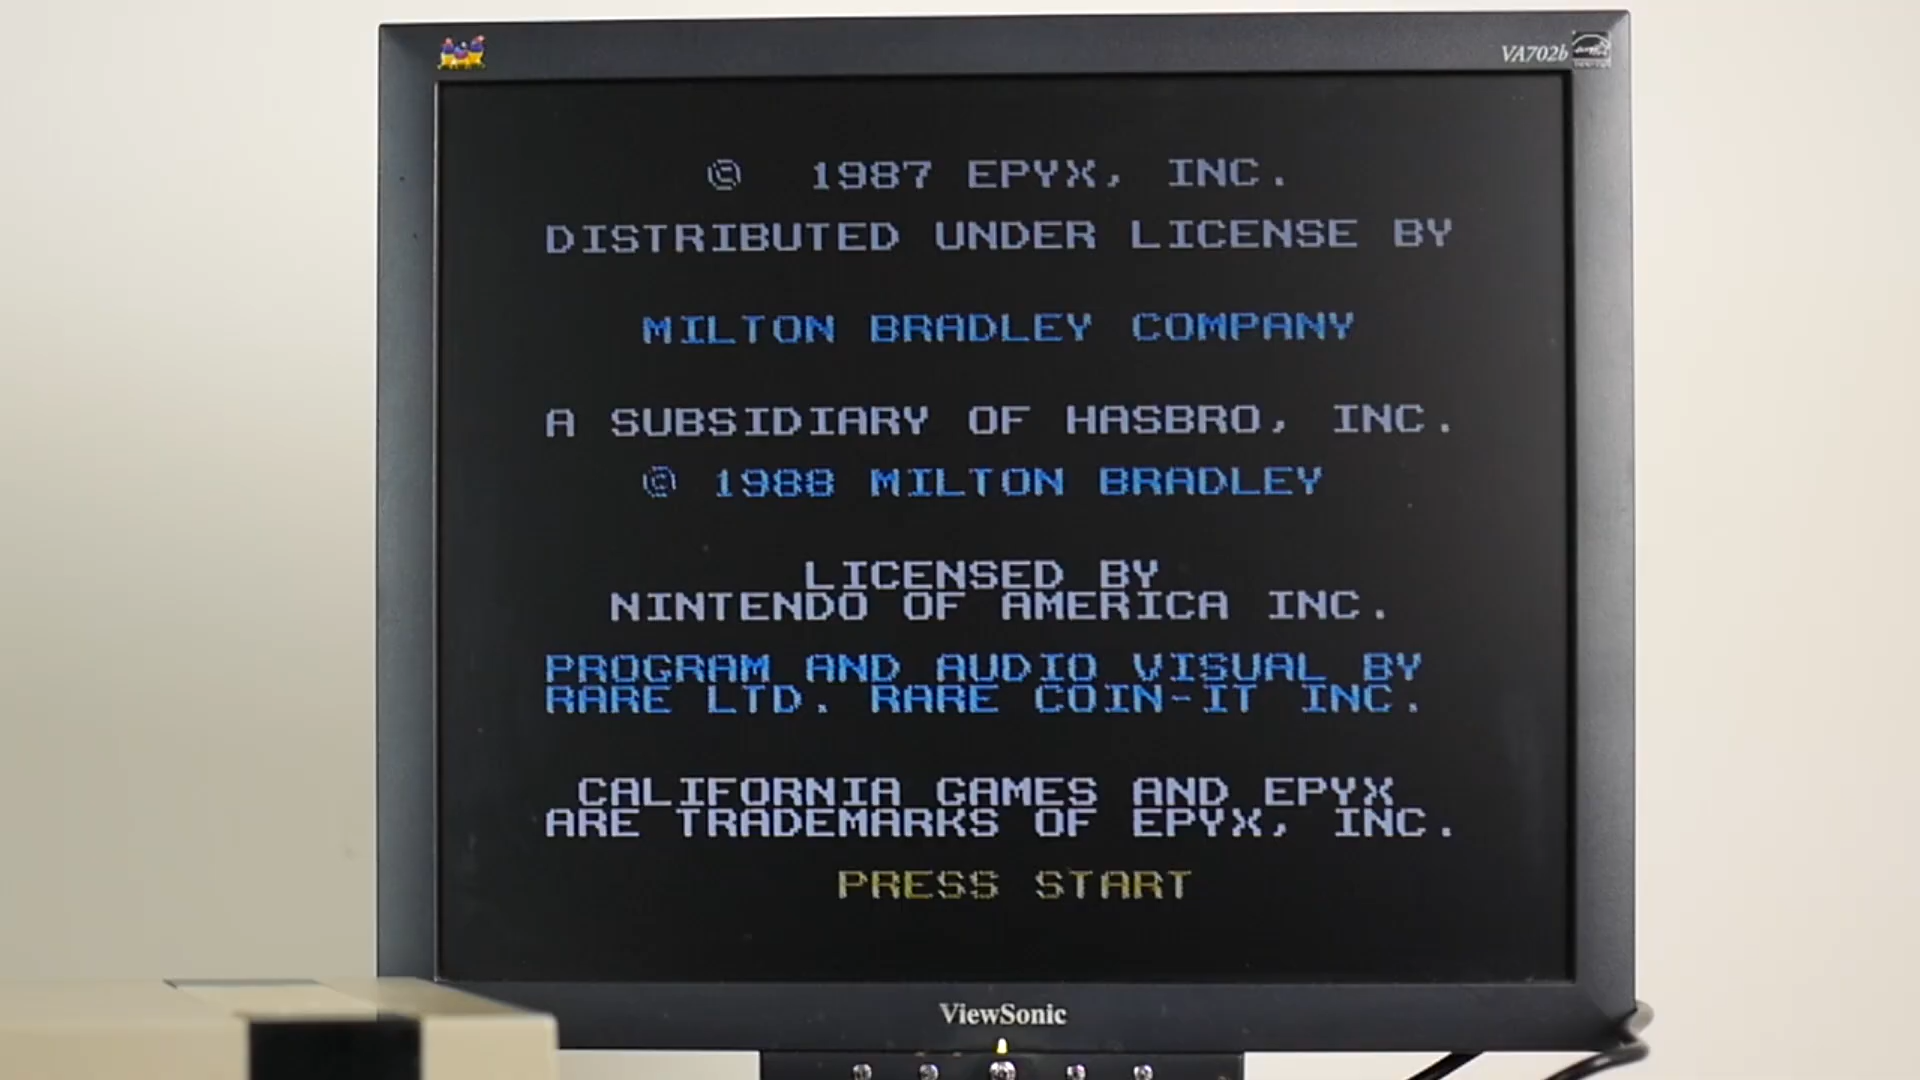 VA702b
© 1987 EPYX, INC.
DISTRIBUTED UNDER LICENSE BY
MILTON BRADLEY COMPANY
A SUBSIDIARY OF HASBRO, INC.
© 1988 MILTON BRADLEY
LICENSED BY
NINTENDO OF AMERICA INC.
PROGRAM AND AUDIO VISUAL BY
RARE LTD. RARE COIN-IT INC.
CALIFORNIA GAMES AND EPYX
ARE TRADEMARKS OF EPYX, INC.
PRESS START
ViewSonic